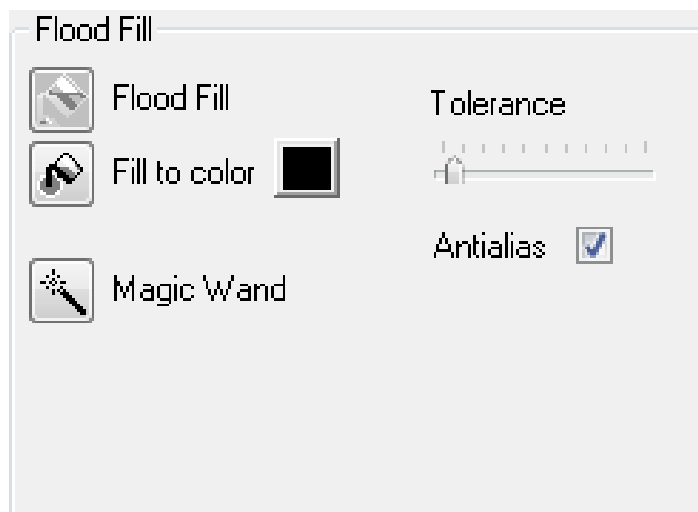 Flood Fill
Flood Fill
Tolerance
Fill to color
Antialias
Magic Wand